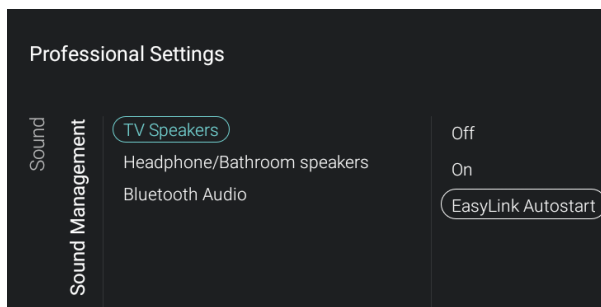 Professional Settings
Sound
Sound Management
TV Speakers
Headphone/Bathroom speakers
Bluetooth Audio
Off
On
EasyLink Autostart